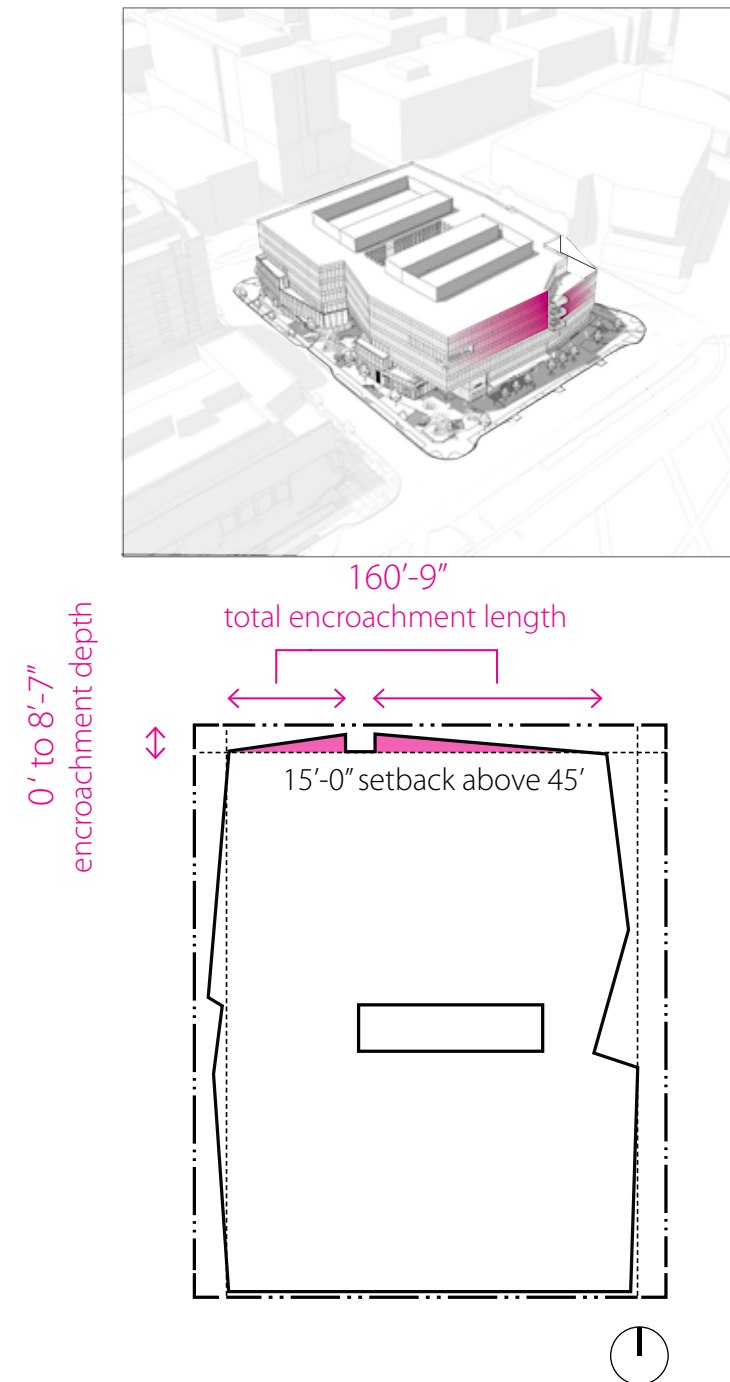 160′-9″
total encroachment length
0 ′ to 8′-7″
encroachment depth
15′-0″ setback above 45′